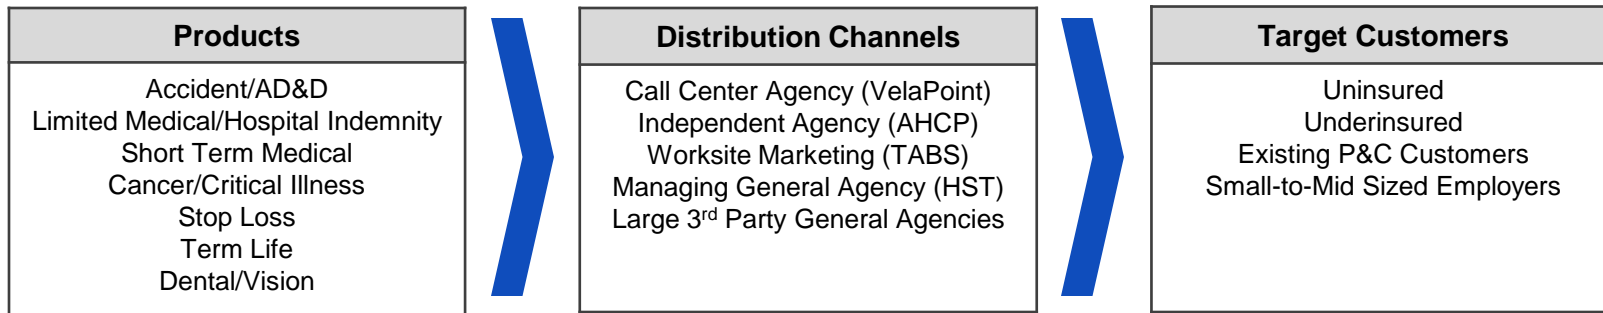 Products
Accident/AD&D
Limited Medical/Hospital Indemnity
Short Term Medical
Cancer/Critical Illness
Stop Loss
Term Life
Dental/Vision
Distribution Channels
Call Center Agency (VelaPoint)
Independent Agency (AHCP)
Worksite Marketing (TABS)
Managing General Agency (HST)
Large 3rd Party General Agencies
Target Customers
Uninsured
Underinsured
Existing P&C Customers
Small-to-Mid Sized Employers